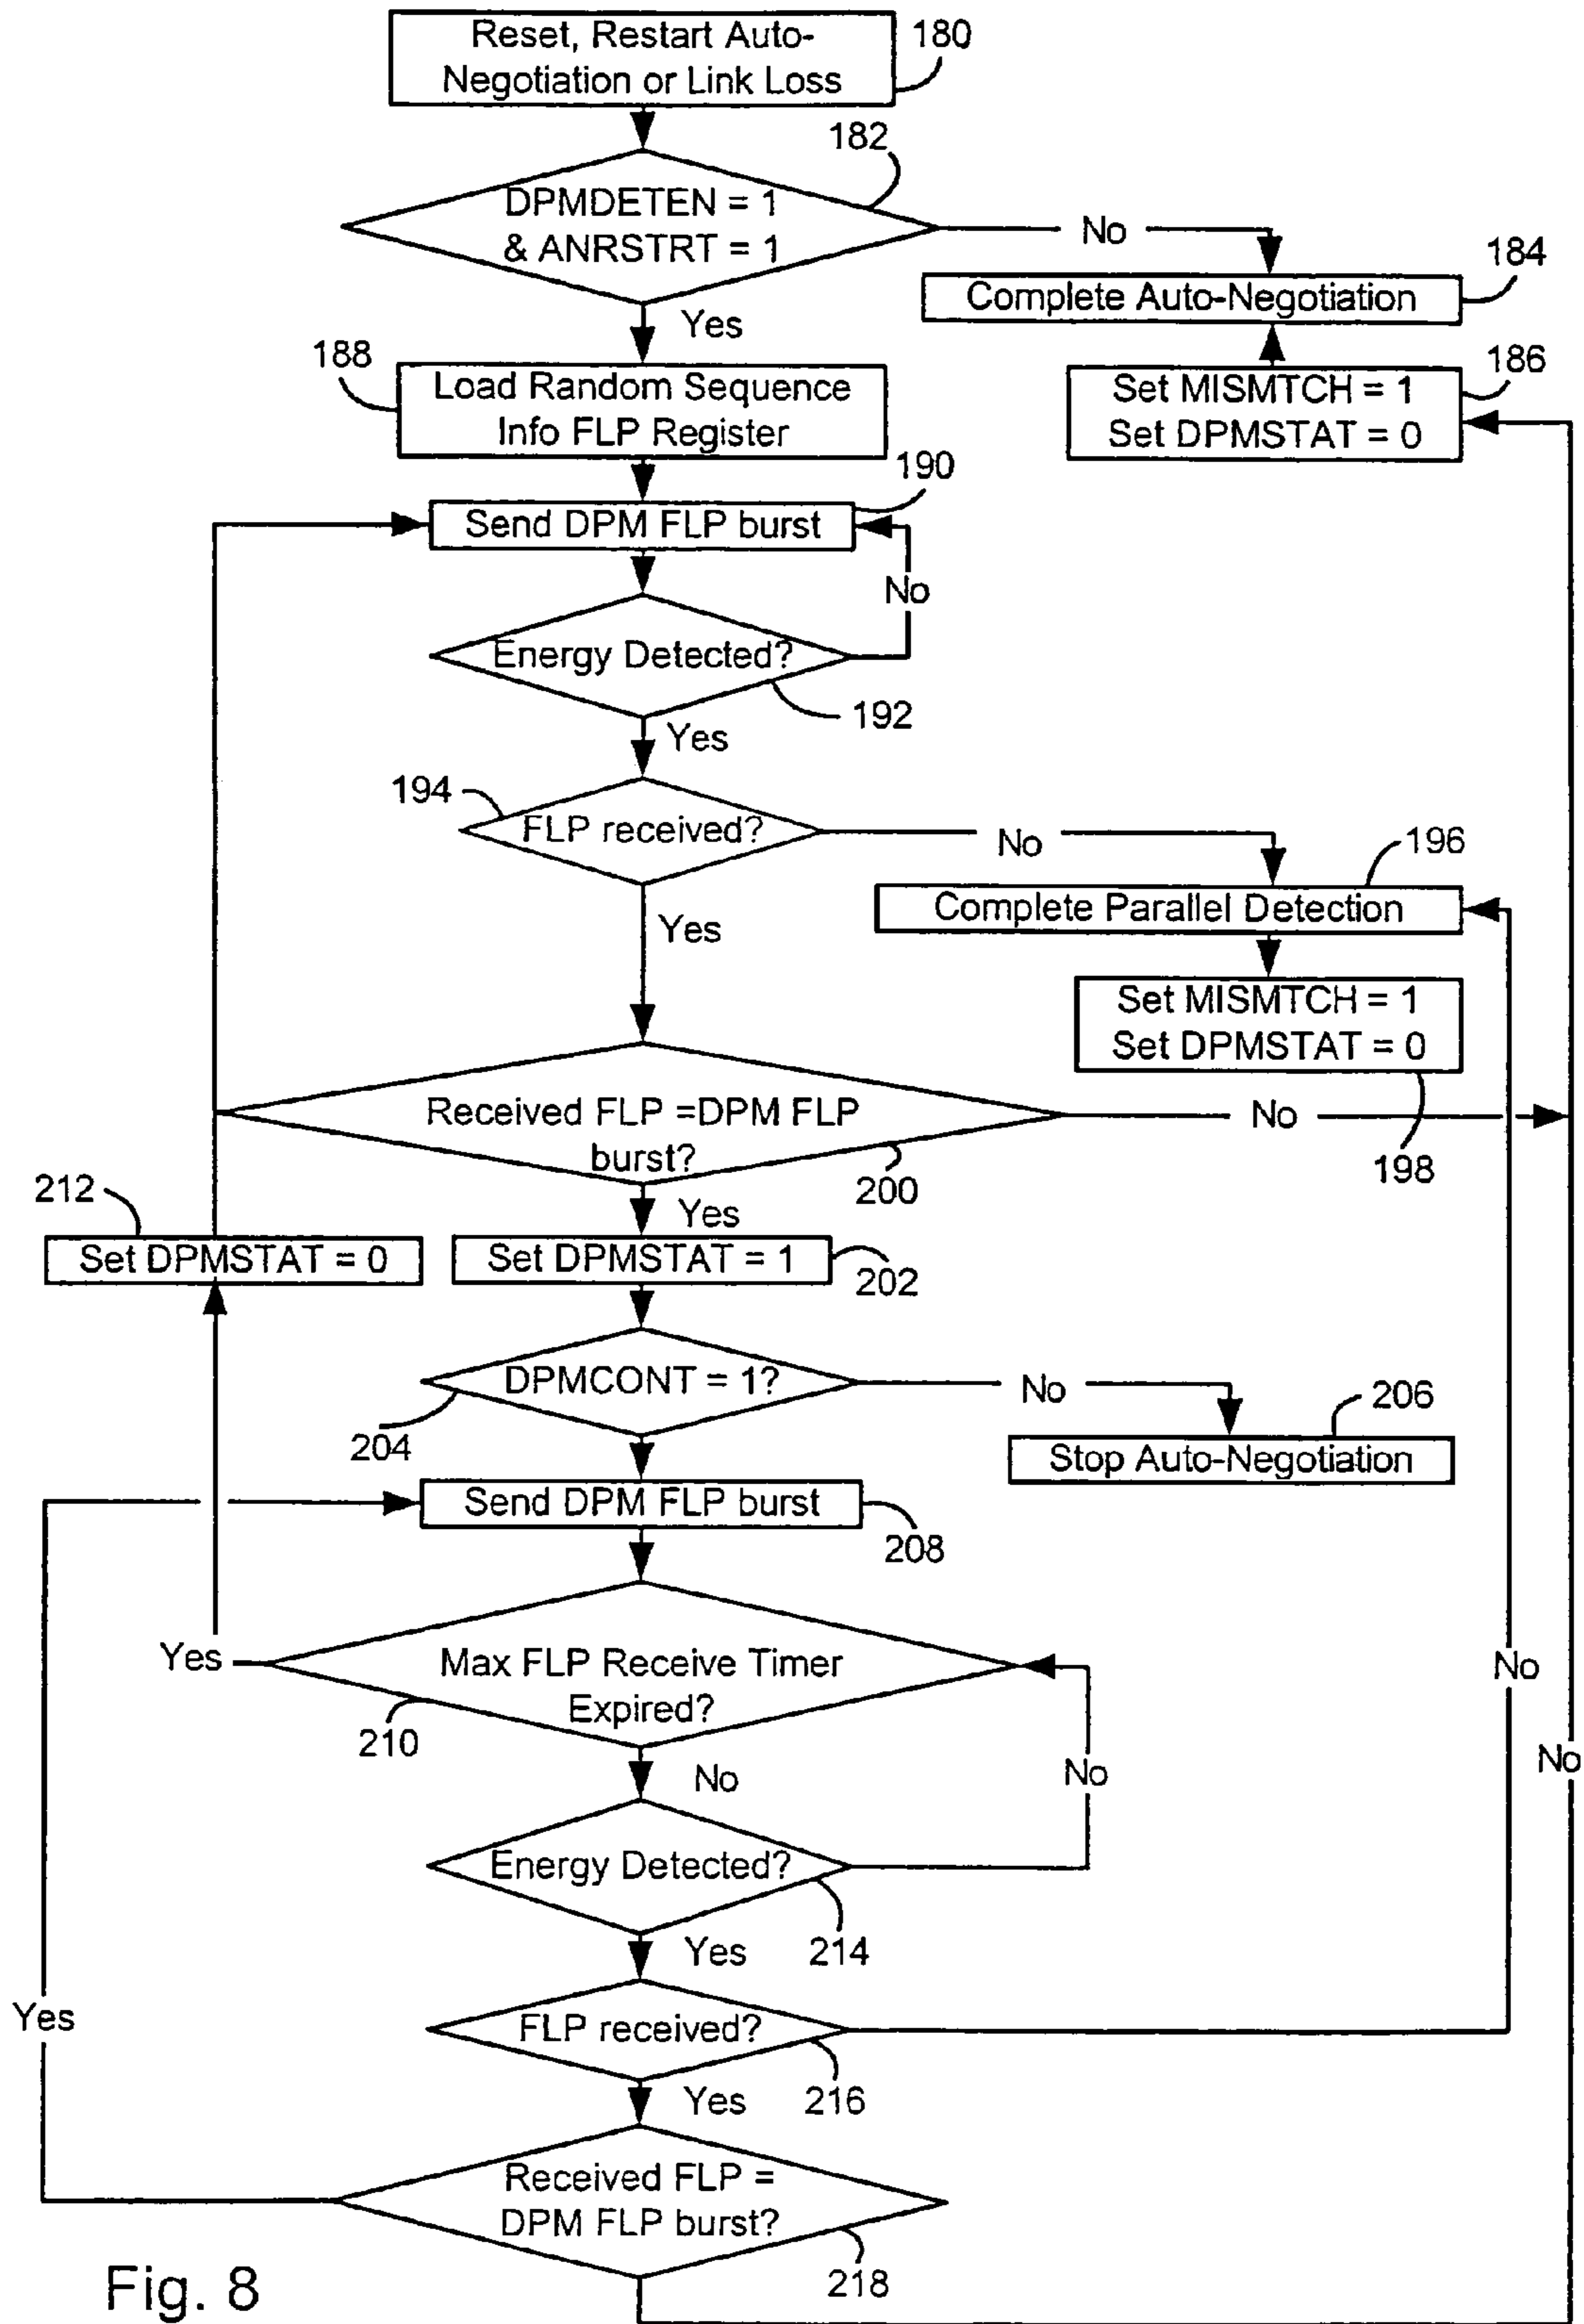 Reset, Restart Auto-
Negotiation or Link Loss
180
182
DPMDETEN = 1
& ANRSTRT = 1
No
184
Complete Auto-Negotiation
Yes
186
Set MISMTCH = 1
Set DPMSTAT = 0
188
Load Random Sequence
Info FLP Register
190
Send DPM FLP burst
No
Energy Detected?
192
Yes
194
FLP received?
No
196
Complete Parallel Detection
Yes
Set MISMTCH = 1
Set DPMSTAT = 0
198
Received FLP =DPM FLP
burst?
No
200
Yes
212
Set DPMSTAT = 0
Set DPMSTAT = 1
202
DPMCONT = 1?
No
204
206
Stop Auto-Negotiation
Send DPM FLP burst
208
Yes
Max FLP Receive Timer
Expired?
210
No
No
No
No
Energy Detected?
214
Yes
Yes
FLP received?
216
Yes
Received FLP =
DPM FLP burst?
218
Fig. 8